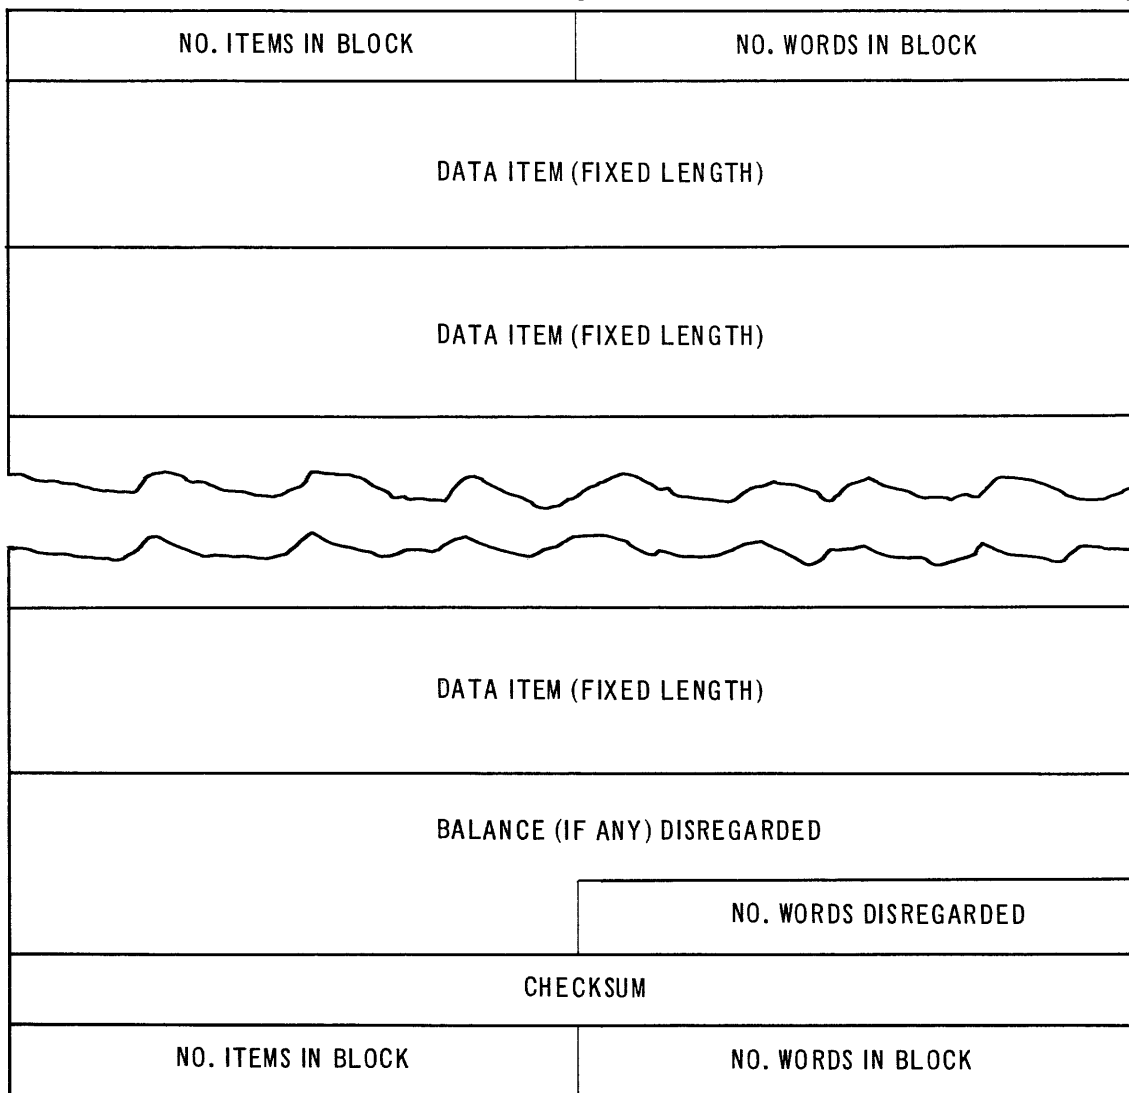 NO. ITEMS IN BLOCK
NO. WORDS IN BLOCK
DATA ITEM (FIXED LENGTH)
DATA ITEM (FIXED LENGTH)
DATA ITEM (FIXED LENGTH)
BALANCE (IF ANY) DISREGARDED
NO. WORDS DISREGARDED
CHECKSUM
NO. ITEMS IN BLOCK
NO. WORDS IN BLOCK